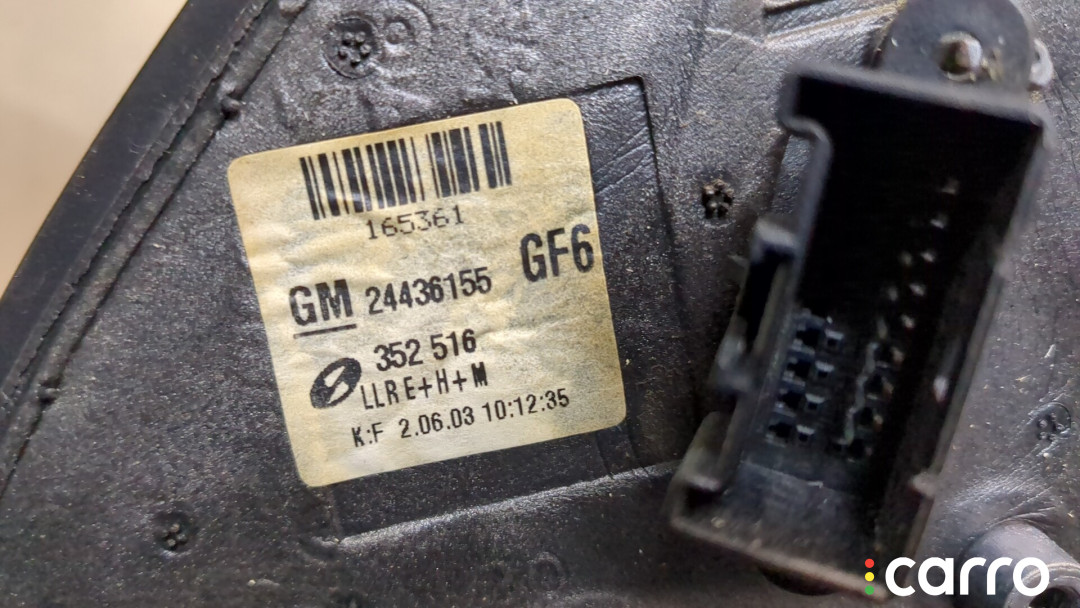 165361
GM 24436155 GF6
352 516
LLR E+H+M
K:F 2.06.03 10:12:35
carro